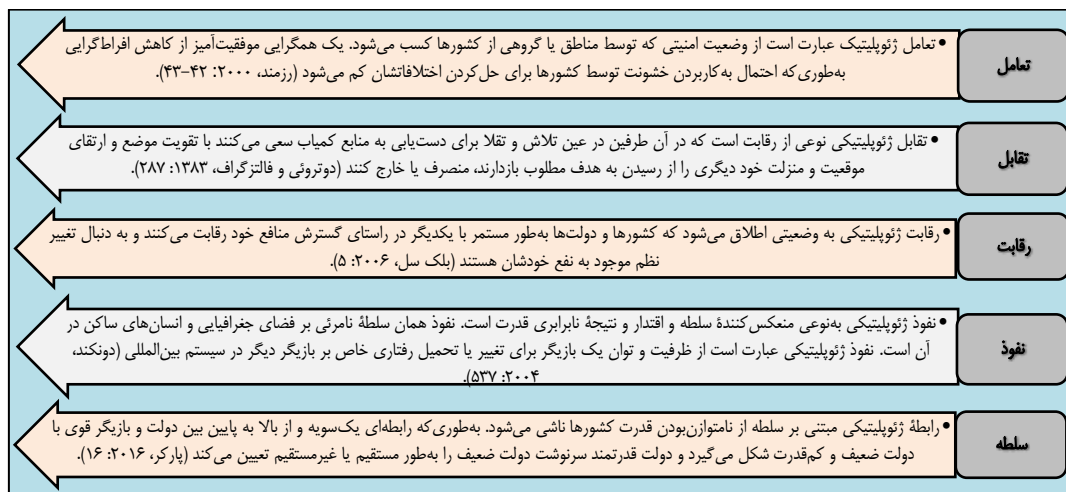 تعامل
• تعامل ژئوپلیتیک عبارت است از وضعیت امنیتی که توسط مناطق یا گروهی از کشورها کسب می‌شود. یک همگرایی موفقیت‌آمیز از کاهش افراط‌گرایی
به‌طوری‌که احتمال به‌کاربردن خشونت توسط کشورها برای حل‌کردن اختلافاتشان کم می‌شود (رزمند، ۲۰۰۰: ۴۲-۴۳).
تقابل
• تقابل ژئوپلیتیکی نوعی از رقابت است که در آن طرفین در عین تلاش و تقلا برای دست‌یابی به منابع کمیاب سعی می‌کنند با تقویت موضع و ارتقای
موقعیت و منزلت خود دیگری را از رسیدن به هدف مطلوب بازدارند، منصرف یا خارج کنند (دوتروئی و فالتزگراف، ۱۳۸۳: ۲۸۷).
رقابت
• رقابت ژئوپلیتیکی به وضعیتی اطلاق می‌شود که کشورها و دولت‌ها به‌طور مستمر با یکدیگر در راستای گسترش منافع خود رقابت می‌کنند و به دنبال تغییر
نظم موجود به نفع خودشان هستند (بلک سل، ۲۰۰۶: ۵).
نفوذ
• نفوذ ژئوپلیتیکی به‌نوعی منعکس‌کنندۀ سلطه و اقتدار و نتیجۀ نابرابری قدرت است. نفوذ همان سلطۀ نامرئی بر فضای جغرافیایی و انسان‌های ساکن در
آن است. نفوذ ژئوپلیتیکی عبارت است از ظرفیت و توان یک بازیگر برای تغییر یا تحمیل رفتاری خاص بر بازیگر دیگر در سیستم بین‌المللی (دونکند،
۲۰۰۴: ۵۳۷).
سلطه
• رابطۀ ژئوپلیتیکی مبتنی بر سلطه از نامتوازن‌بودن قدرت کشورها ناشی می‌شود. به‌طوری‌که رابطه‌ای یک‌سویه و از بالا به پایین بین دولت و بازیگر قوی با
دولت ضعیف و کم‌قدرت شکل می‌گیرد و دولت قدرتمند سرنوشت دولت ضعیف را به‌طور مستقیم یا غیرمستقیم تعیین می‌کند (پارکر، ۲۰۱۶: ۱۶).